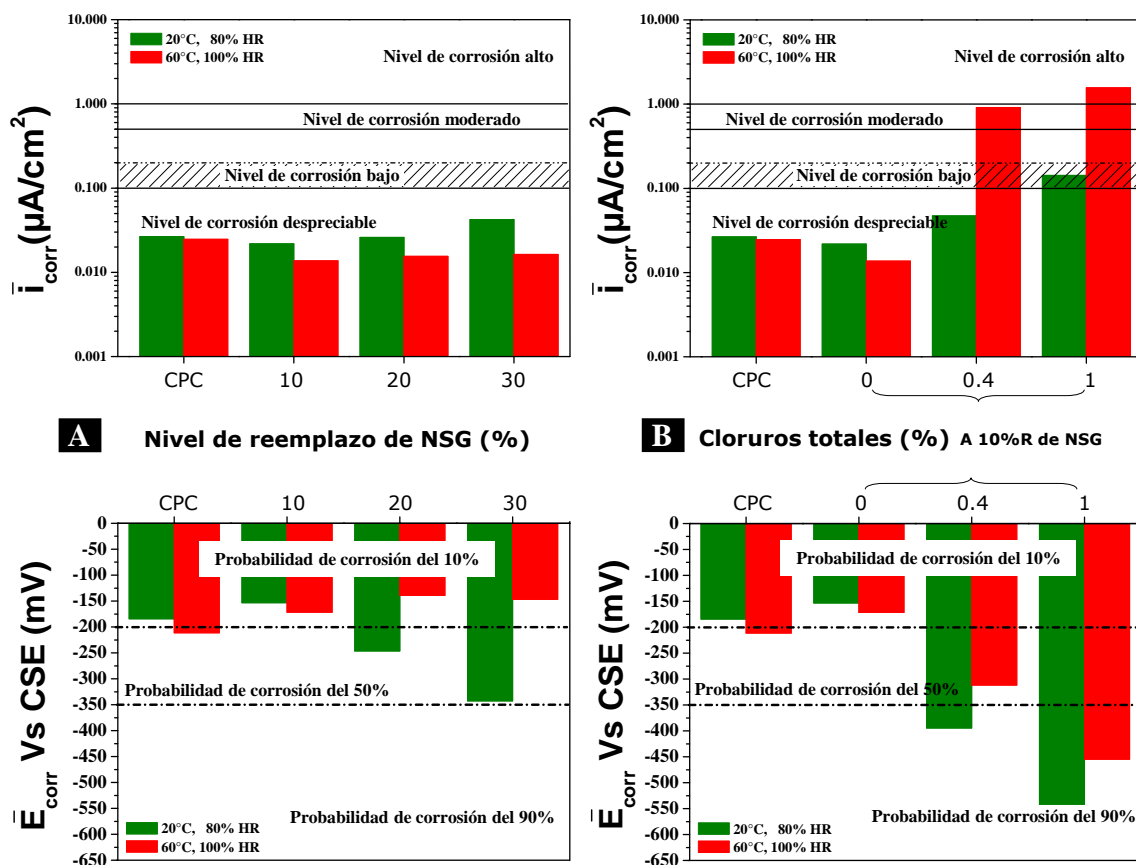 10.000
1.000
0.100
0.010
0.001
i̅corr (µA/cm²)
20°C, 80% HR
60°C, 100% HR
Nivel de corrosión alto
Nivel de corrosión moderado
Nivel de corrosión bajo
Nivel de corrosión despreciable
CPC 10 20 30
A Nivel de reemplazo de NSG (%)
10.000
1.000
0.100
0.010
0.001
i̅corr (µA/cm²)
20°C, 80% HR
60°C, 100% HR
Nivel de corrosión alto
Nivel de corrosión moderado
Nivel de corrosión bajo
Nivel de corrosión despreciable
CPC 0 0.4 1
B Cloruros totales (%) A 10%R de NSG
CPC 10 20 30
0
-50
-100
-150
-200
-250
-300
-350
-400
-450
-500
-550
-600
-650
E̅corr Vs CSE (mV)
Probabilidad de corrosión del 10%
Probabilidad de corrosión del 50%
Probabilidad de corrosión del 90%
20°C, 80% HR
60°C, 100% HR
CPC 0 0.4 1
0
-50
-100
-150
-200
-250
-300
-350
-400
-450
-500
-550
-600
-650
E̅corr Vs CSE (mV)
Probabilidad de corrosión del 10%
Probabilidad de corrosión del 50%
Probabilidad de corrosión del 90%
20°C, 80% HR
60°C, 100% HR